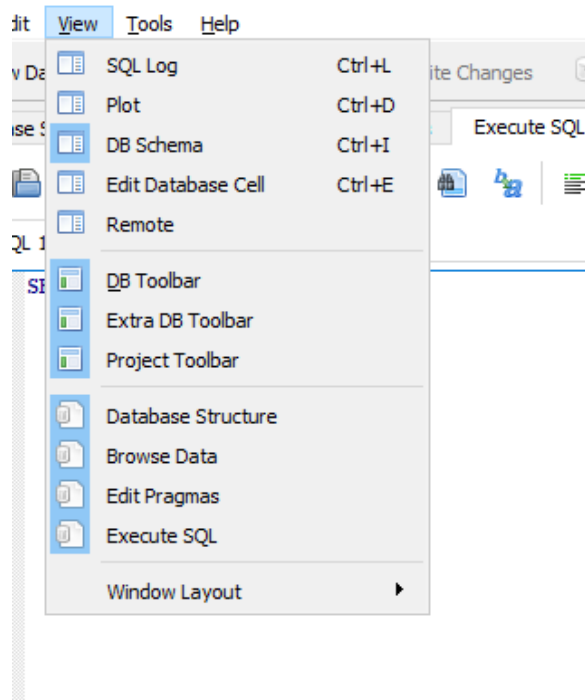 dit View Tools Help
SQL Log Ctrl+L
Plot Ctrl+D
DB Schema Ctrl+I
Edit Database Cell Ctrl+E
Remote
DB Toolbar
Extra DB Toolbar
Project Toolbar
Database Structure
Browse Data
Edit Pragmas
Execute SQL
Window Layout
w Da
ite Changes
ase S
Execute SQL
QL 1
SE